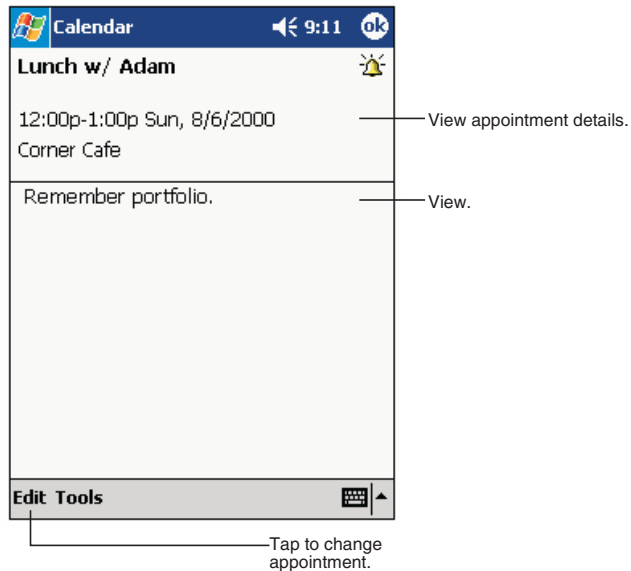 Calendar 9:11 ok
Lunch w/ Adam
12:00p-1:00p Sun, 8/6/2000
View appointment details.
Corner Cafe
Remember portfolio.
View.
Edit Tools
Tap to change
appointment.